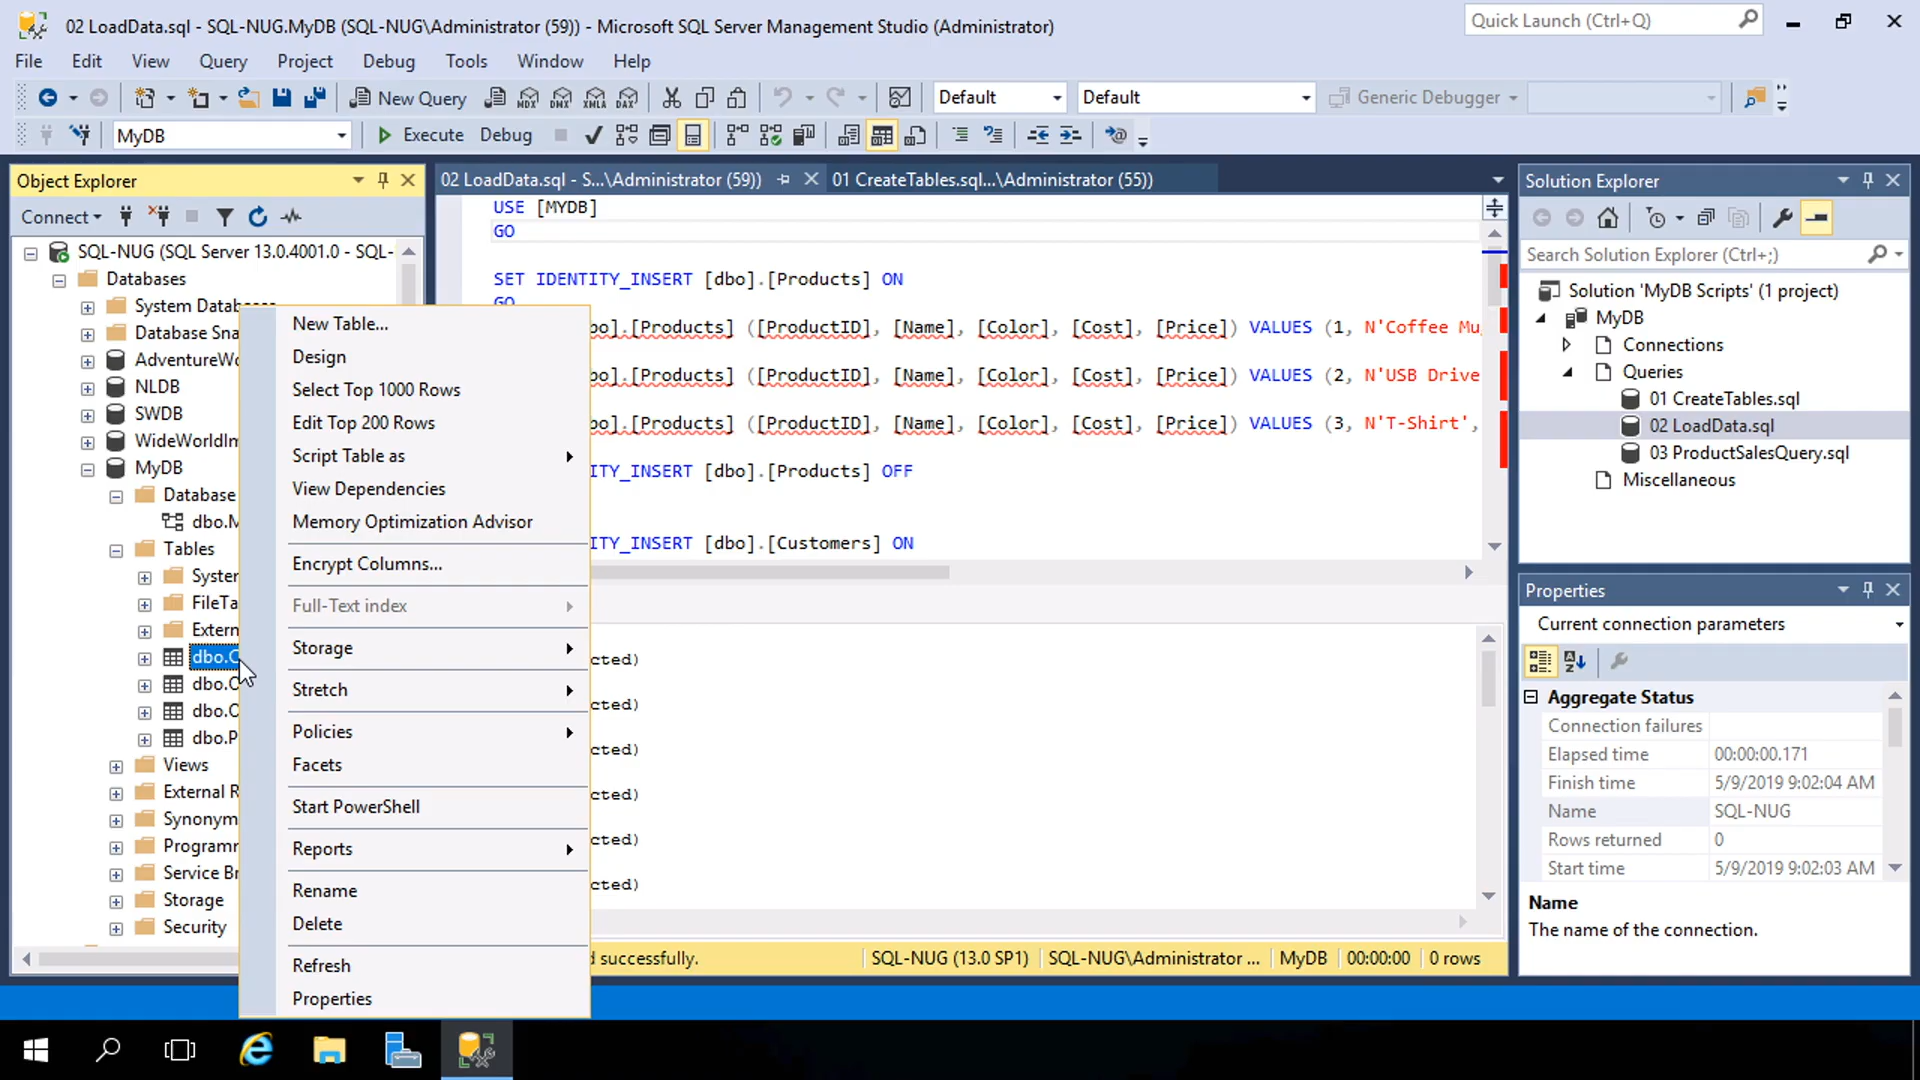 02 LoadData.sql - SQL-NUG.MyDB (SQL-NUG\Administrator (59)) - Microsoft SQL Server Management Studio (Administrator)
Quick Launch (Ctrl+Q)
File Edit View Query Project Debug Tools Window Help
New Query MDX DMX XMLA DAX Default Default Generic Debugger
MyDB Execute Debug
Object Explorer
Connect
SQL-NUG (SQL Server 13.0.4001.0 - SQL-
Databases
System Databases
Database Sna
AdventureWo
NLDB
SWDB
WideWorldIm
MyDB
Database
dbo.M
Tables
System
FileTa
Extern
dbo.C
dbo.O
dbo.O
dbo.P
Views
External R
Synonym
Programm
Service Br
Storage
Security
New Table...
Design
Select Top 1000 Rows
Edit Top 200 Rows
Script Table as
View Dependencies
Memory Optimization Advisor
Encrypt Columns...
Full-Text index
Storage
Stretch
Policies
Facets
Start PowerShell
Reports
Rename
Delete
Refresh
Properties
02 LoadData.sql - S...\Administrator (59)) 01 CreateTables.sql...\Administrator (55))
USE [MYDB]
GO
SET IDENTITY_INSERT [dbo].[Products] ON
GO
bo].[Products] ([ProductID], [Name], [Color], [Cost], [Price]) VALUES (1, N'Coffee Mu
bo].[Products] ([ProductID], [Name], [Color], [Cost], [Price]) VALUES (2, N'USB Drive
bo].[Products] ([ProductID], [Name], [Color], [Cost], [Price]) VALUES (3, N'T-Shirt',
ITY_INSERT [dbo].[Products] OFF
ITY_INSERT [dbo].[Customers] ON
cted)
cted)
cted)
cted)
cted)
cted)
d successfully. SQL-NUG (13.0 SP1) SQL-NUG\Administrator ... MyDB 00:00:00 0 rows
Solution Explorer
Search Solution Explorer (Ctrl+;)
Solution 'MyDB Scripts' (1 project)
MyDB
Connections
Queries
01 CreateTables.sql
02 LoadData.sql
03 ProductSalesQuery.sql
Miscellaneous
Properties
Current connection parameters
Aggregate Status
Connection failures
Elapsed time 00:00:00.171
Finish time 5/9/2019 9:02:04 AM
Name SQL-NUG
Rows returned 0
Start time 5/9/2019 9:02:03 AM
Name
The name of the connection.